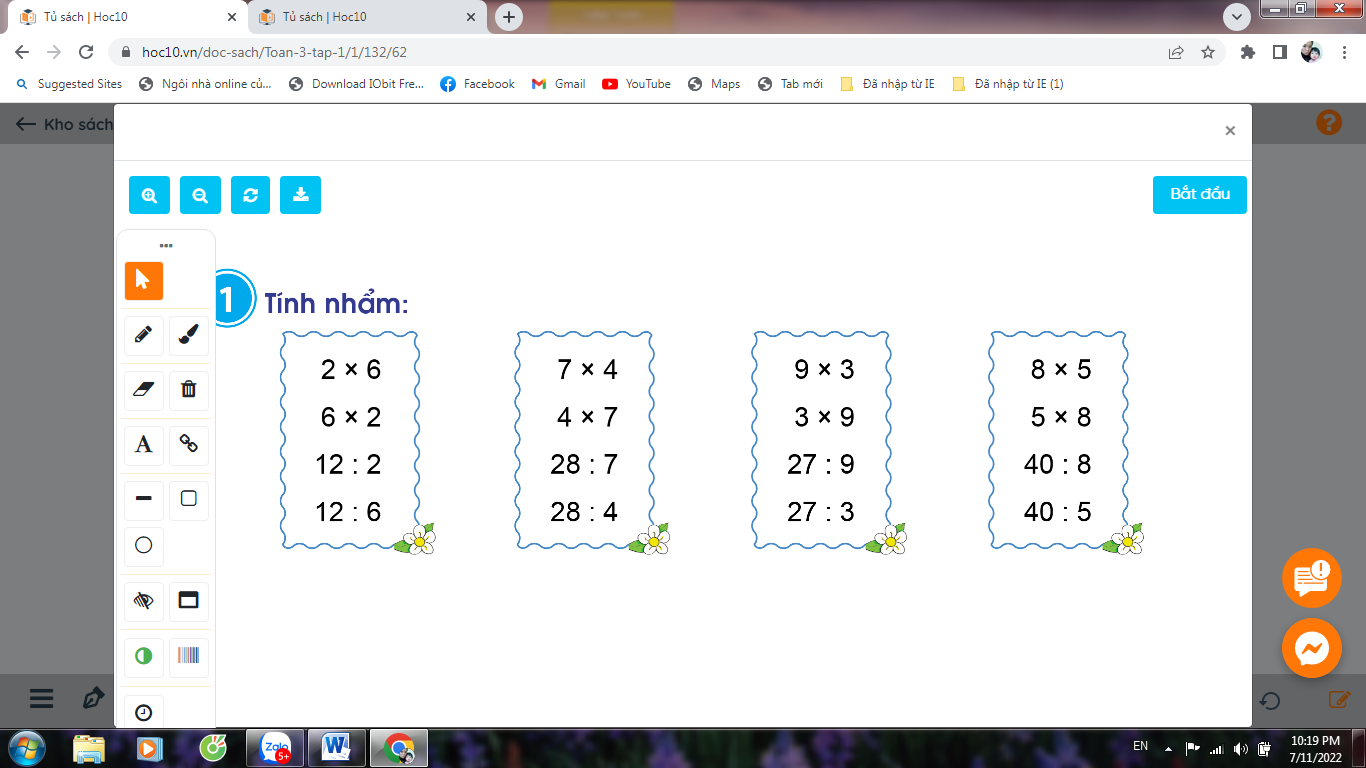 Tủ sách | Hoc10
Tủ sách | Hoc10
hoc10.vn/doc-sach/Toan-3-tap-1/1/132/62
Suggested Sites
Ngôi nhà online củ...
Download IObit Fre...
Facebook
Gmail
YouTube
Maps
Tab mới
Đã nhập từ IE
Đã nhập từ IE (1)
Kho sách
Bắt đầu
1 Tính nhẩm:
2 × 6
6 × 2
12 : 2
12 : 6
7 × 4
4 × 7
28 : 7
28 : 4
9 × 3
3 × 9
27 : 9
27 : 3
8 × 5
5 × 8
40 : 8
40 : 5
A
Zalo
5+
W
EN
10:19 PM
7/11/2022